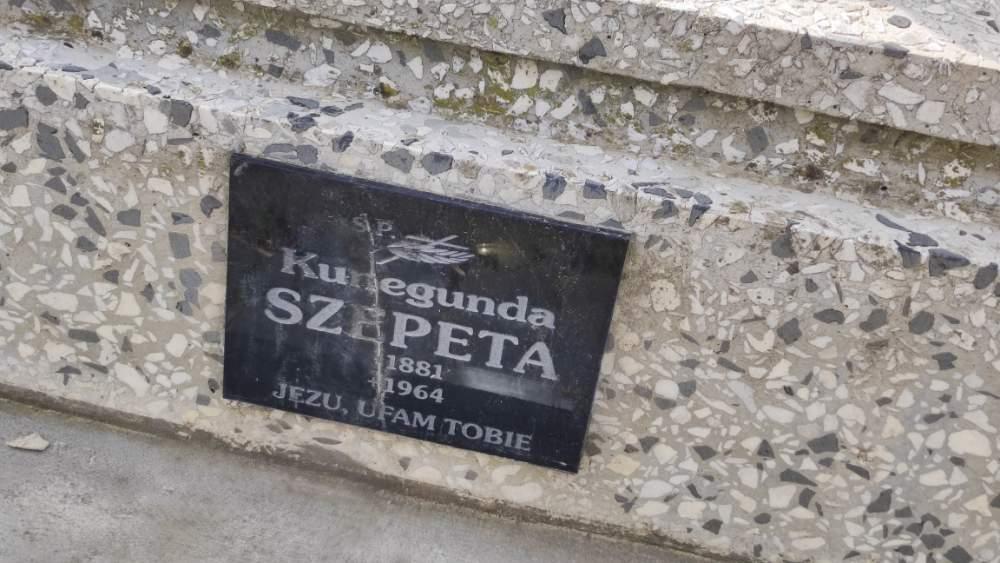 Ś.P.
Kunegunda
SZEPETA
1881
1964
JEZU, UFAM TOBIE